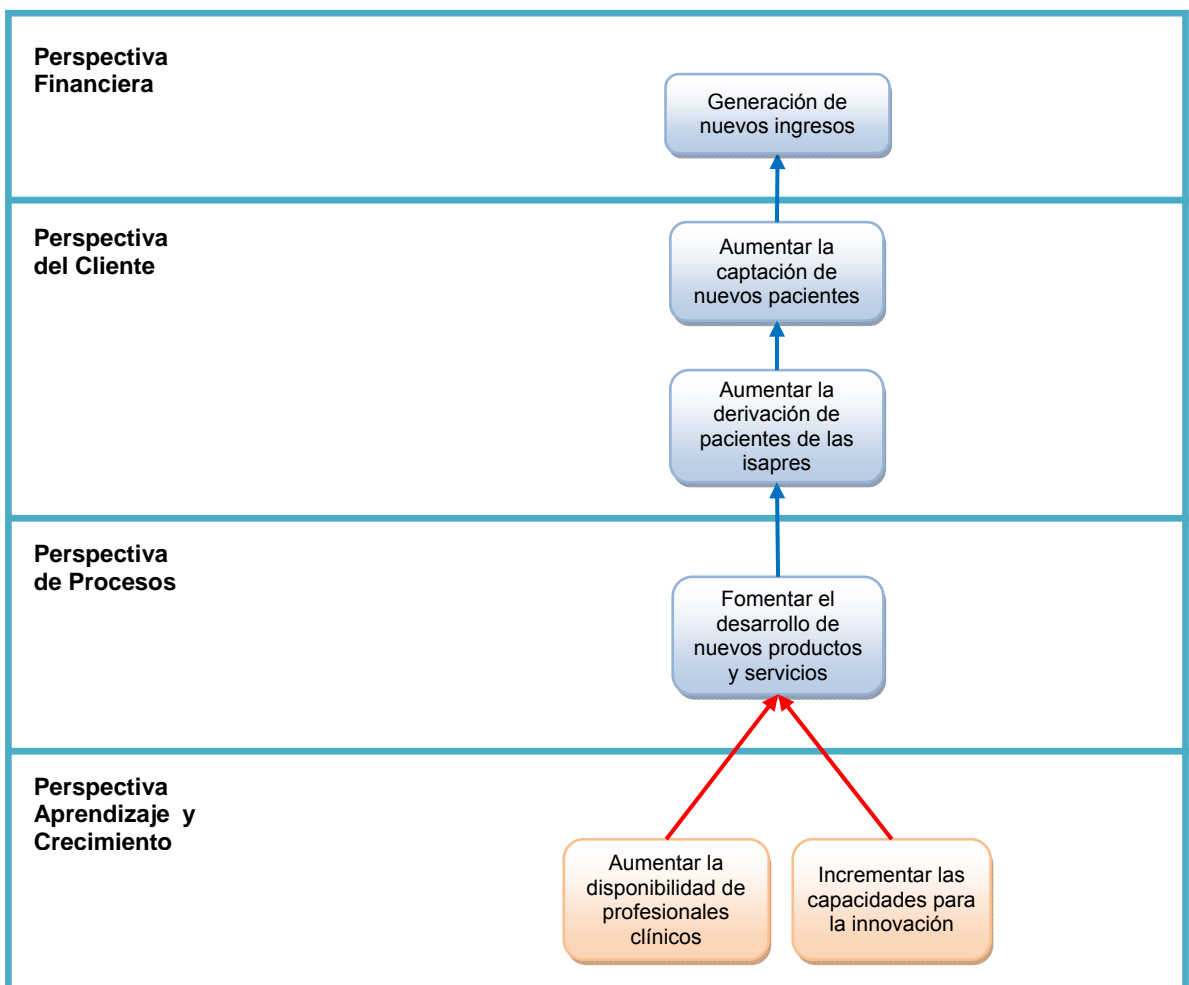 Perspectiva
Financiera
Generación de
nuevos ingresos
Perspectiva
del Cliente
Aumentar la
captación de
nuevos pacientes
Aumentar la
derivación de
pacientes de las
isapres
Perspectiva
de Procesos
Fomentar el
desarrollo de
nuevos productos
y servicios
Perspectiva
Aprendizaje y
Crecimiento
Aumentar la
disponibilidad de
profesionales
clínicos
Incrementar las
capacidades para
la innovación